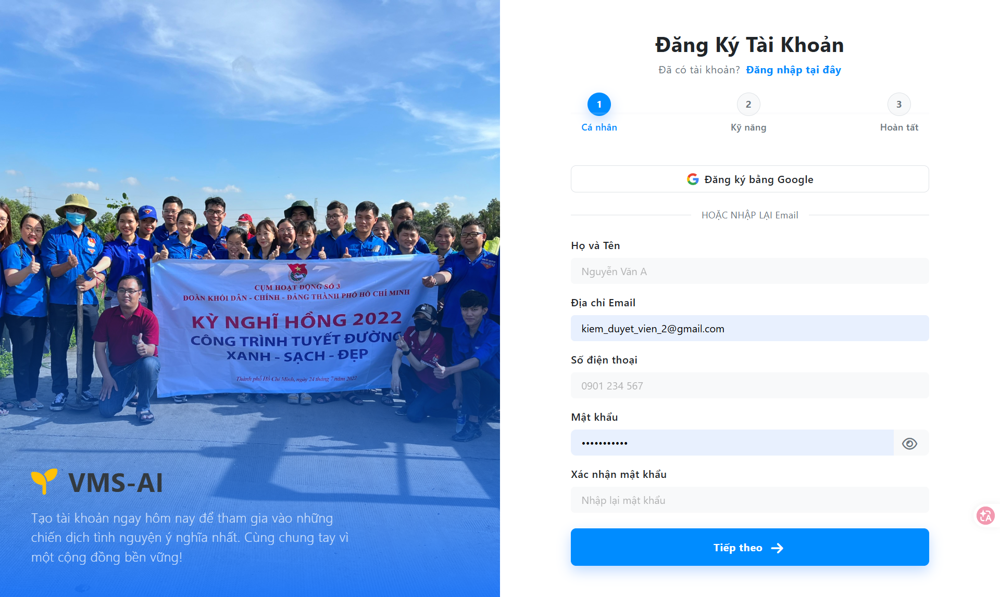 CỤM HOẠT ĐỘNG SỐ 3
ĐOÀN KHỐI DÂN - CHÍNH - ĐẢNG THÀNH PHỐ HỒ CHÍ MINH
KỲ NGHĨ HỒNG 2022
CÔNG TRÌNH TUYẾT ĐƯỜNG
XANH - SẠCH - ĐẸP
Thành phố Hồ Chí Minh, ngày 24 tháng 7 năm 2022
VMS-AI
Tạo tài khoản ngay hôm nay để tham gia vào những
chiến dịch tình nguyện ý nghĩa nhất. Cùng chung tay vì
một cộng đồng bền vững!
Đăng Ký Tài Khoản
Đã có tài khoản? Đăng nhập tại đây
1
2
3
Cá nhân
Kỹ năng
Hoàn tất
Đăng ký bằng Google
HOẶC NHẬP LẠI Email
Họ và Tên
Nguyễn Văn A
Địa chỉ Email
kiem_duyet_vien_2@gmail.com
Số điện thoại
0901 234 567
Mật khẩu
•••••••••••
Xác nhận mật khẩu
Nhập lại mật khẩu
Tiếp theo →